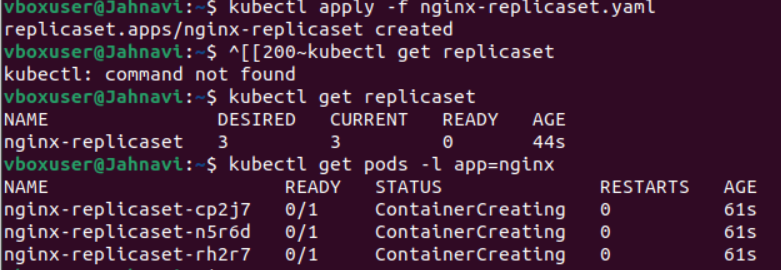 vboxuser@Jahnavi:~$ kubectl apply -f nginx-replicaset.yaml
replicaset.apps/nginx-replicaset created
vboxuser@Jahnavi:~$ ^[[200~kubectl get replicaset
kubectl: command not found
vboxuser@Jahnavi:~$ kubectl get replicaset
NAME DESIRED CURRENT READY AGE
nginx-replicaset 3 3 0 44s
vboxuser@Jahnavi:~$ kubectl get pods -l app=nginx
NAME READY STATUS RESTARTS AGE
nginx-replicaset-cp2j7 0/1 ContainerCreating 0 61s
nginx-replicaset-n5r6d 0/1 ContainerCreating 0 61s
nginx-replicaset-rh2r7 0/1 ContainerCreating 0 61s